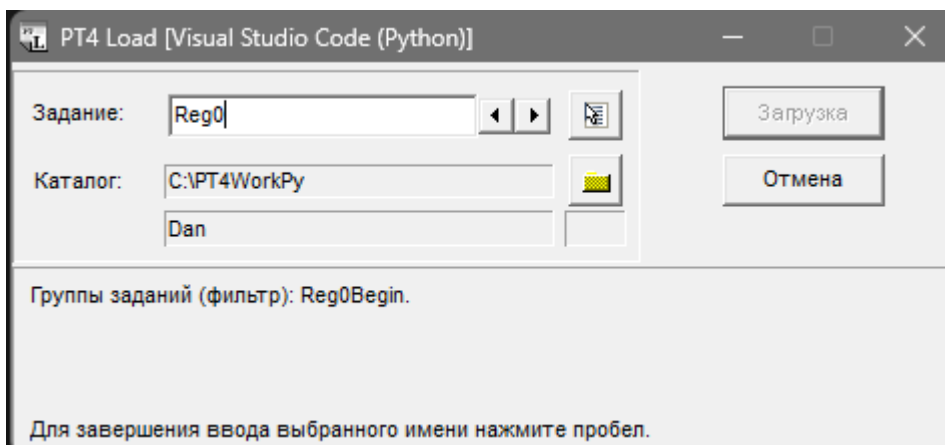 PT4 Load [Visual Studio Code (Python)]
Задание: Reg0 Загрузка
Каталог: C:\PT4WorkPy Отмена
Dan
Группы заданий (фильтр): Reg0Begin.
Для завершения ввода выбранного имени нажмите пробел.